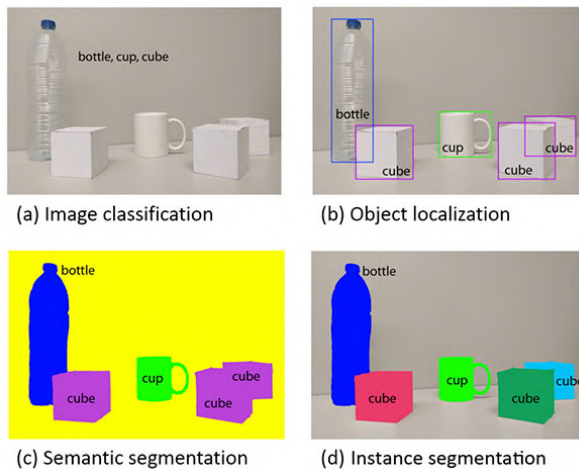 bottle, cup, cube
(a) Image classification
bottle
cup
cube
cube
cube
(b) Object localization
bottle
cup
cube
cube
cube
(c) Semantic segmentation
bottle
cup
cube
cube
cube
(d) Instance segmentation